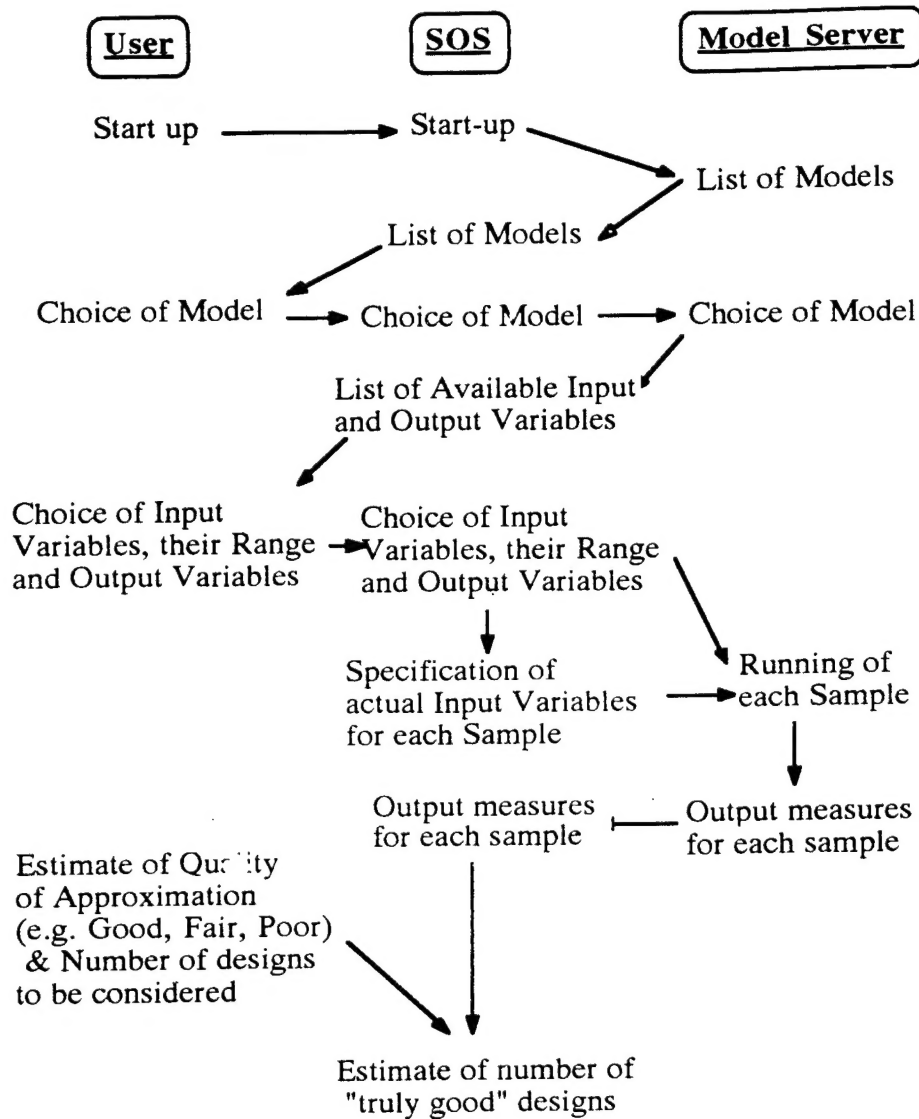 User
SOS
Model Server
Start up
Start-up
List of Models
List of Models
Choice of Model
Choice of Model
Choice of Model
List of Available Input
and Output Variables
Choice of Input
Variables, their Range
and Output Variables
Choice of Input
Variables, their Range
and Output Variables
Specification of
actual Input Variables
for each Sample
Running of
each Sample
Output measures
for each sample
Output measures
for each sample
Estimate of
of Approximation
(e.g. Good, Fair, Poor)
& Number of designs
to be considered
Estimate of number of
"truly good" designs